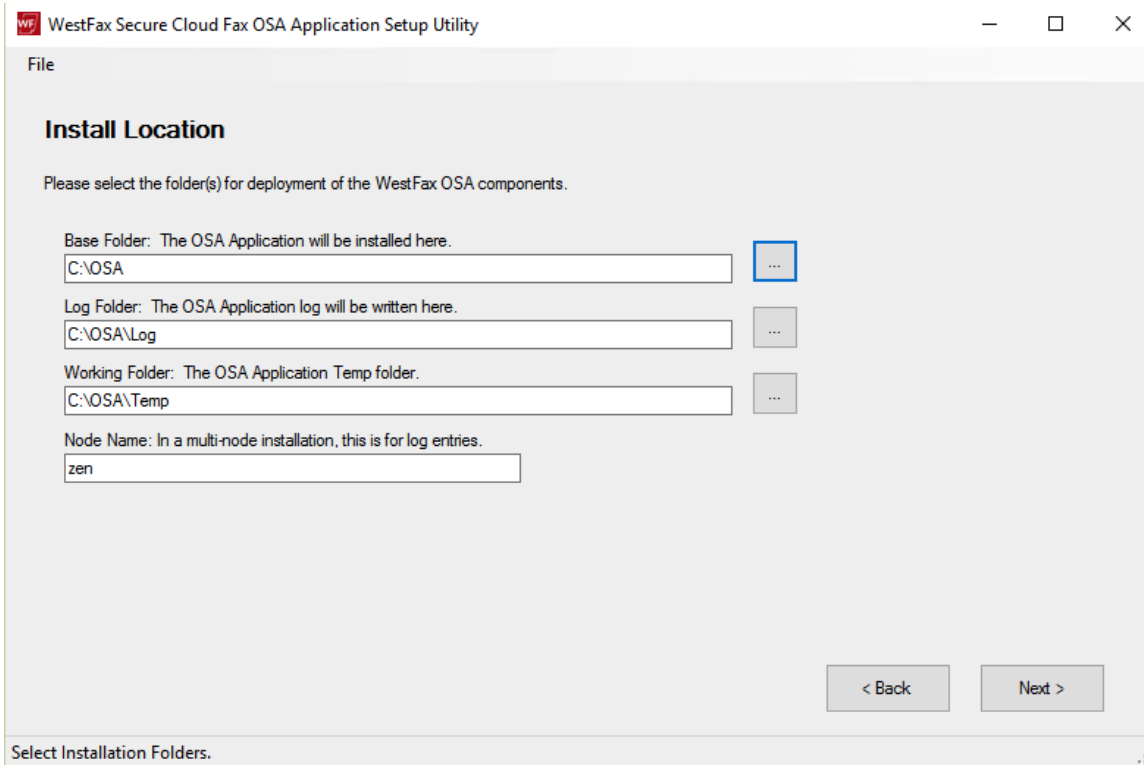 WF WestFax Secure Cloud Fax OSA Application Setup Utility
File
Install Location
Please select the folder(s) for deployment of the WestFax OSA components.
Base Folder:  The OSA Application will be installed here.
C:\OSA
...
Log Folder:  The OSA Application log will be written here.
C:\OSA\Log
...
Working Folder:  The OSA Application Temp folder.
C:\OSA\Temp
...
Node Name: In a multi-node installation, this is for log entries.
zen
< Back
Next >
Select Installation Folders.